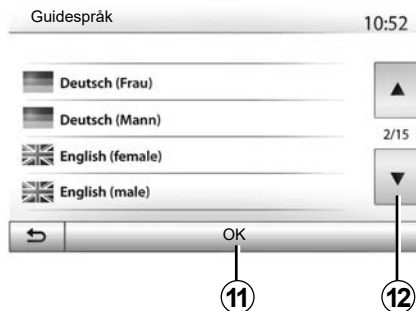 Guidespråk
10:52
Deutsch (Frau)
Deutsch (Mann)
2/15
English (female)
English (male)
OK
11
12